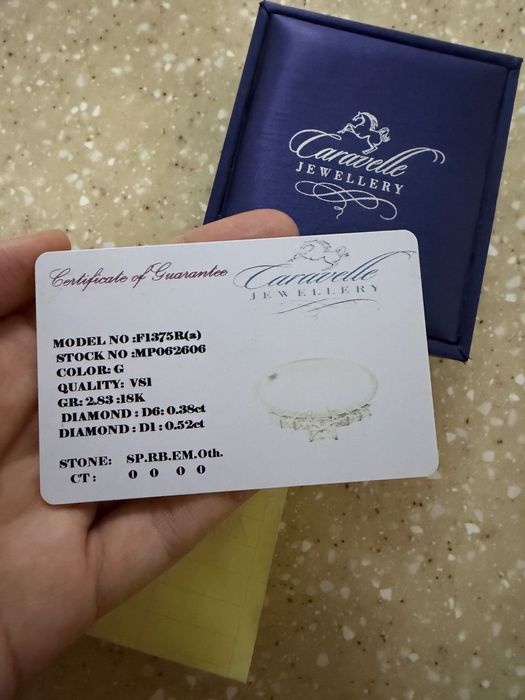 Caravelle
JEWELLERY
Certificate of Guarantee
Caravelle
JEWELLERY
MODEL NO :F1375R(a)
STOCK NO :MP062606
COLOR: G
QUALITY: VS1
GR: 2.83 :18K
DIAMOND : D6: 0.38ct
DIAMOND : D1 : 0.52ct
STONE: SP.RB.EM.Oth.
CT : 0 0 0 0